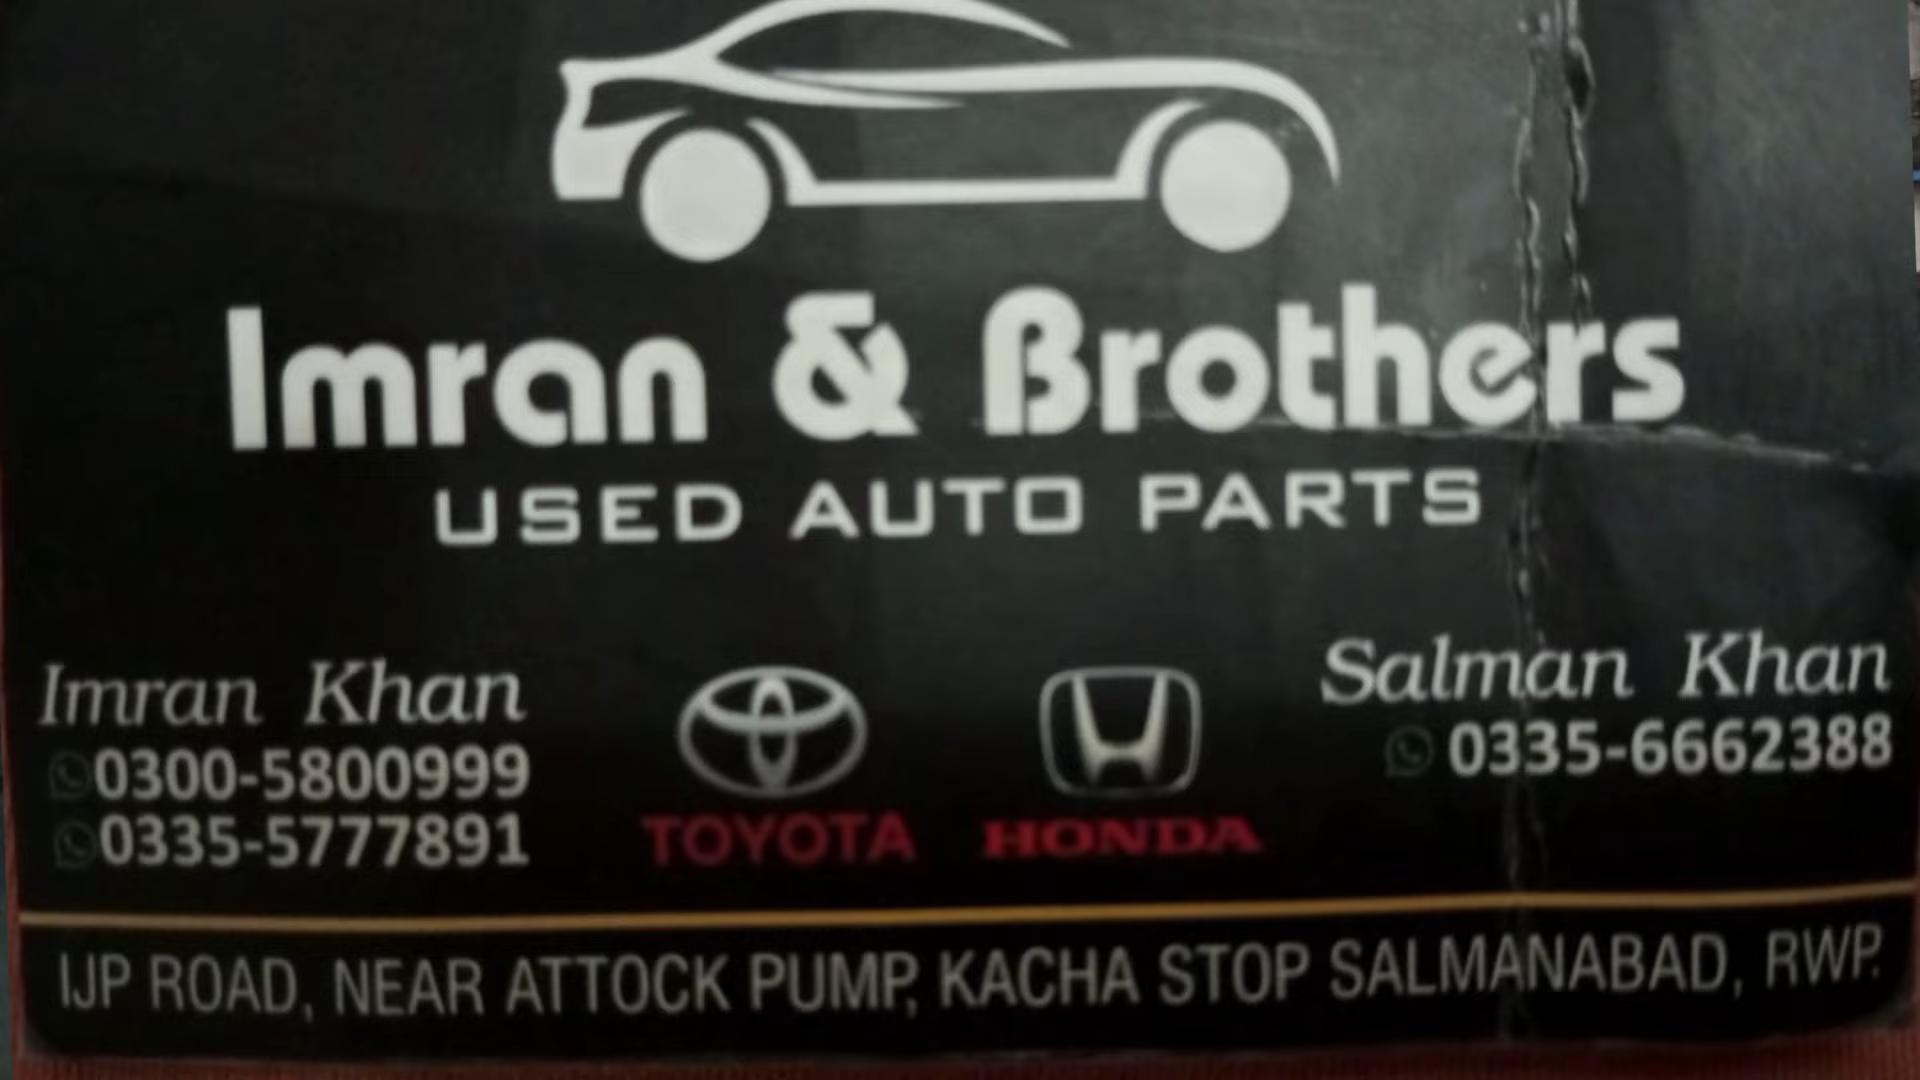 Imran & Brothers
USED AUTO PARTS
Imran Khan
0300-5800999
0335-5777891
TOYOTA
HONDA
Salman Khan
0335-6662388
IJP ROAD, NEAR ATTOCK PUMP, KACHA STOP SALMANABAD, RWP.